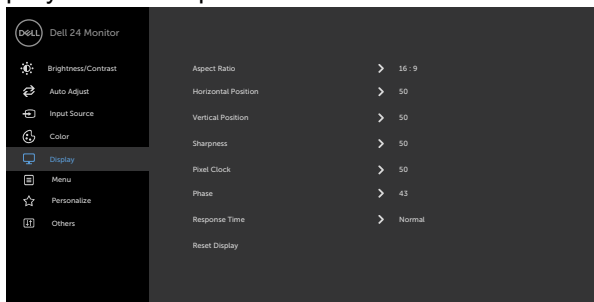 DELL Dell 24 Monitor
Brightness/Contrast
Auto Adjust
Input Source
Color
Display
Menu
Personalize
Others
Aspect Ratio 16 : 9
Horizontal Position 50
Vertical Position 50
Sharpness 50
Pixel Clock 50
Phase 43
Response Time Normal
Reset Display